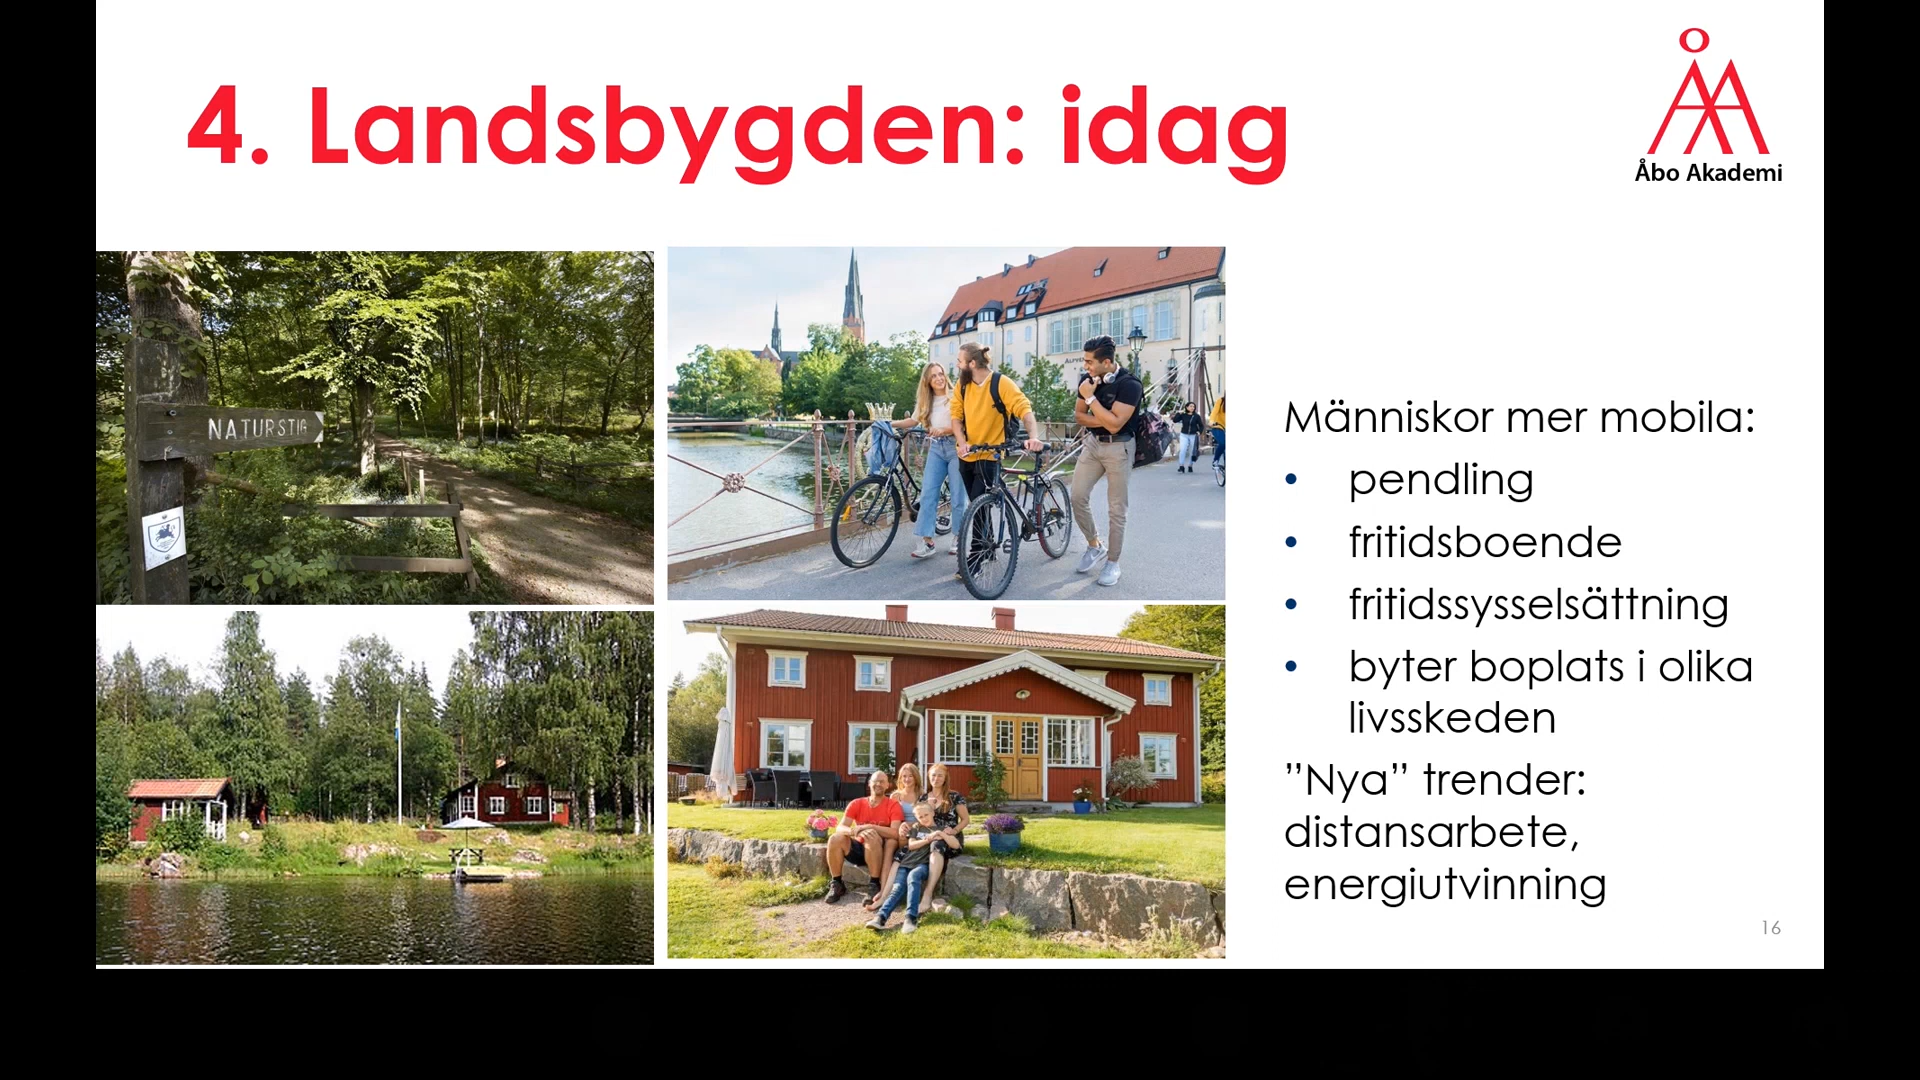 4. Landsbygden: idag
Åbo Akademi
NATURSTIG
Människor mer mobila:
• pendling
• fritidsboende
• fritidssysselsättning
• byter boplats i olika
livsskeden
”Nya” trender:
distansarbete,
energiutvinning
16